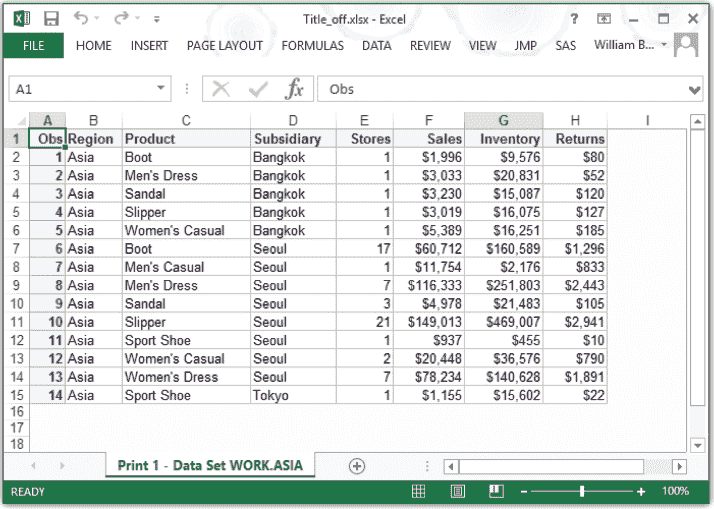 Title_off.xlsx - Excel
?
FILE HOME INSERT PAGE LAYOUT FORMULAS DATA REVIEW VIEW JMP SAS William B...
A1 fx Obs
A B C D E F G H I
1 Obs Region Product Subsidiary Stores Sales Inventory Returns
2 1 Asia Boot Bangkok 1 $1,996 $9,576 $80
3 2 Asia Men's Dress Bangkok 1 $3,033 $20,831 $52
4 3 Asia Sandal Bangkok 1 $3,230 $15,087 $120
5 4 Asia Slipper Bangkok 1 $3,019 $16,075 $127
6 5 Asia Women's Casual Bangkok 1 $5,389 $16,251 $185
7 6 Asia Boot Seoul 17 $60,712 $160,589 $1,296
8 7 Asia Men's Casual Seoul 1 $11,754 $2,176 $833
9 8 Asia Men's Dress Seoul 7 $116,333 $251,803 $2,443
10 9 Asia Sandal Seoul 3 $4,978 $21,483 $105
11 10 Asia Slipper Seoul 21 $149,013 $469,007 $2,941
12 11 Asia Sport Shoe Seoul 1 $937 $455 $10
13 12 Asia Women's Casual Seoul 2 $20,448 $36,576 $790
14 13 Asia Women's Dress Seoul 7 $78,234 $140,628 $1,891
15 14 Asia Sport Shoe Tokyo 1 $1,155 $15,602 $22
16
17
18
Print 1 - Data Set WORK.ASIA
READY 100%